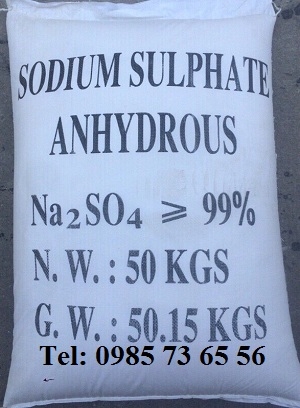 SODIUM SULPHATE
ANHYDROUS
Na₂SO₄ ⩾ 99%
N. W. : 50 KGS
G. W. : 50.15 KGS
Tel: 0985 73 65 56